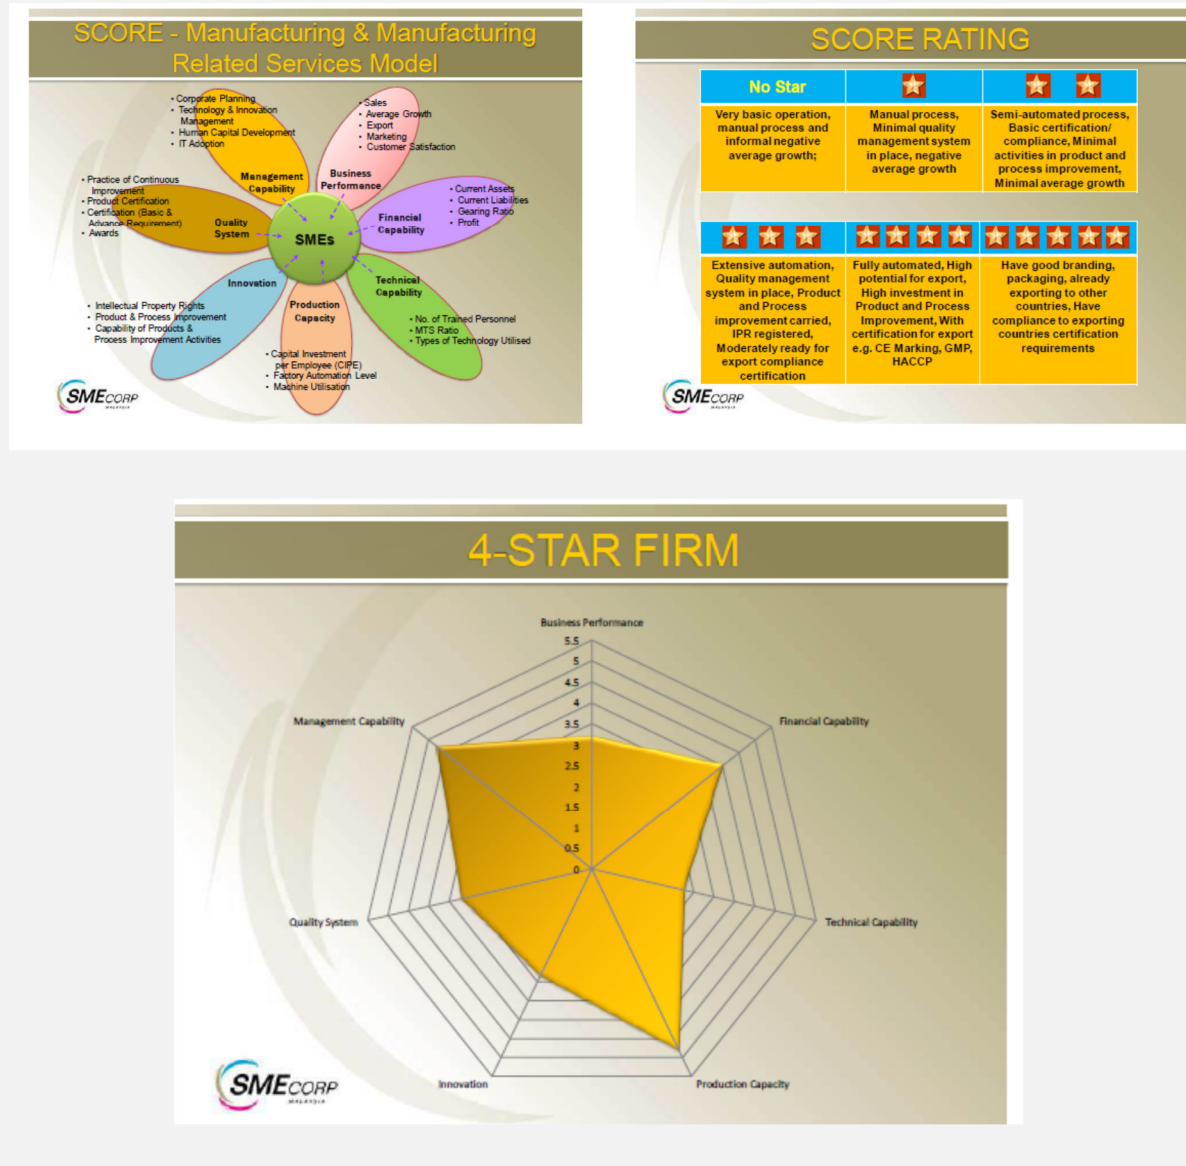 SCORE - Manufacturing & Manufacturing
Related Services Model
• Corporate Planning
• Technology & Innovation
Management
• Human Capital Development
• IT Adoption
Management
Capability
• Sales
• Average Growth
• Export
• Marketing
• Customer Satisfaction
Business
Performance
• Practice of Continuous
Improvement
• Product Certification
• Certification (Basic &
Advance Requirement)
• Awards
Quality
System
SMEs
• Current Assets
• Current Liabilities
• Gearing Ratio
• Profit
Financial
Capability
Innovation
• Intellectual Property Rights
• Product & Process Improvement
• Capability of Products &
Process Improvement Activities
Production
Capacity
• Capital Investment
per Employee (CIPE)
• Factory Automation Level
• Machine Utilisation
Technical
Capability
• No. of Trained Personnel
• MTS Ratio
• Types of Technology Utilised
SMECORP
MALAYSIA
SCORE RATING
No Star
Very basic operation,
manual process and
informal negative
average growth;
Manual process,
Minimal quality
management system
in place, negative
average growth
Semi-automated process,
Basic certification/
compliance, Minimal
activities in product and
process improvement,
Minimal average growth
Extensive automation,
Quality management
system in place, Product
and Process
improvement carried,
IPR registered,
Moderately ready for
export compliance
certification
Fully automated, High
potential for export,
High investment in
Product and Process
Improvement, With
certification for export
e.g. CE Marking, GMP,
HACCP
Have good branding,
packaging, already
exporting to other
countries, Have
compliance to exporting
countries certification
requirements
SMECORP
MALAYSIA
4-STAR FIRM
Business Performance
5.5
5
4.5
4
3.5
3
2.5
2
1.5
1
0.5
0
Management Capability
Financial Capability
Quality System
Technical Capability
Innovation
Production Capacity
SMECORP
MALAYSIA